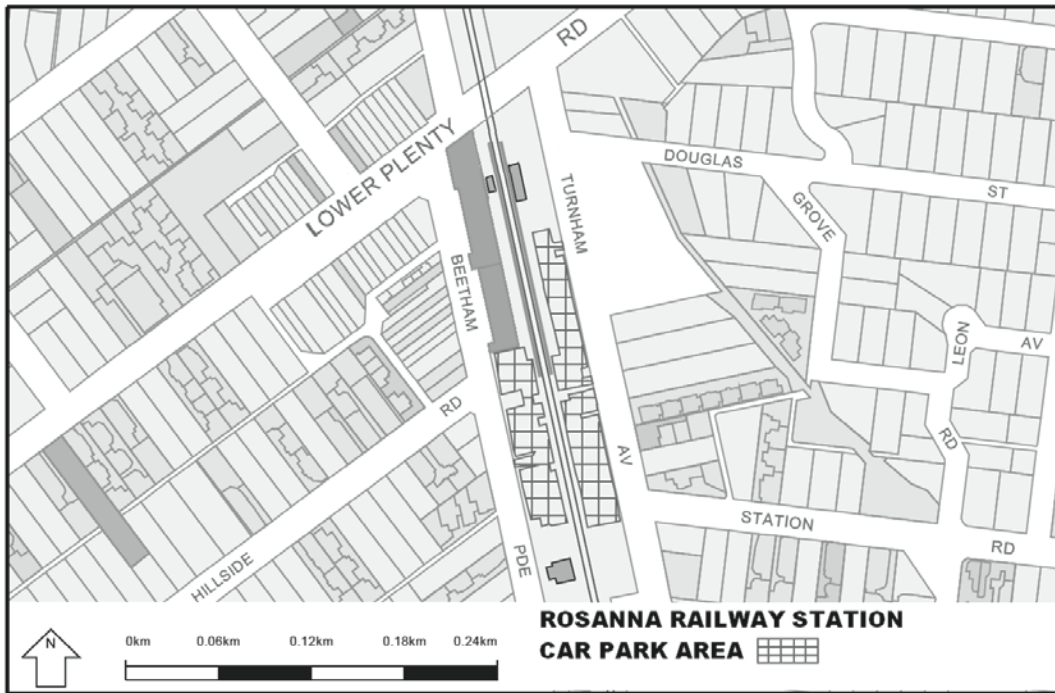 RD
LOWER PLENTY
DOUGLAS
ST
TURNHAM
GROVE
BEETHAM
LEON
AV
RD
RD
AV
STATION
RD
PDE
HILLSIDE
ROSANNA RAILWAY STATION
CAR PARK AREA
N
0km 0.06km 0.12km 0.18km 0.24km